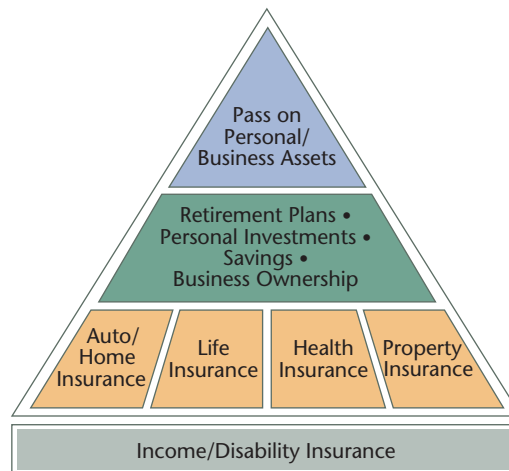 Pass on
Personal/
Business Assets
Retirement Plans •
Personal Investments •
Savings •
Business Ownership
Auto/
Home
Insurance
Life
Insurance
Health
Insurance
Property
Insurance
Income/Disability Insurance